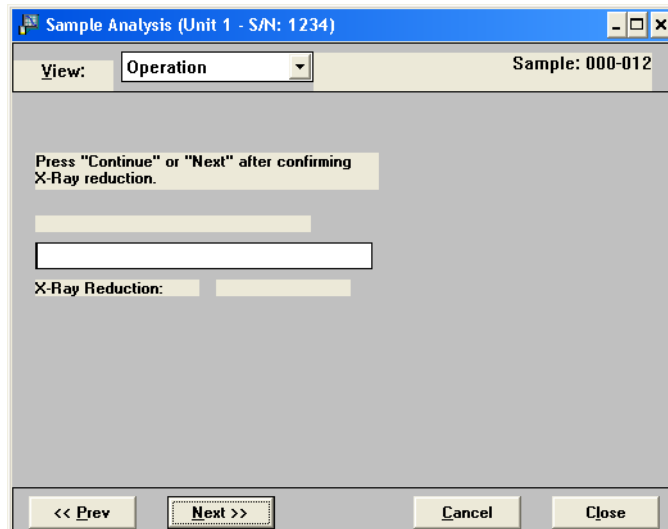 Sample Analysis (Unit 1 - S/N: 1234)
View:
Operation
Sample: 000-012
Press "Continue" or "Next" after confirming
X-Ray reduction.
X-Ray Reduction:
<< Prev
Next >>
Cancel
Close